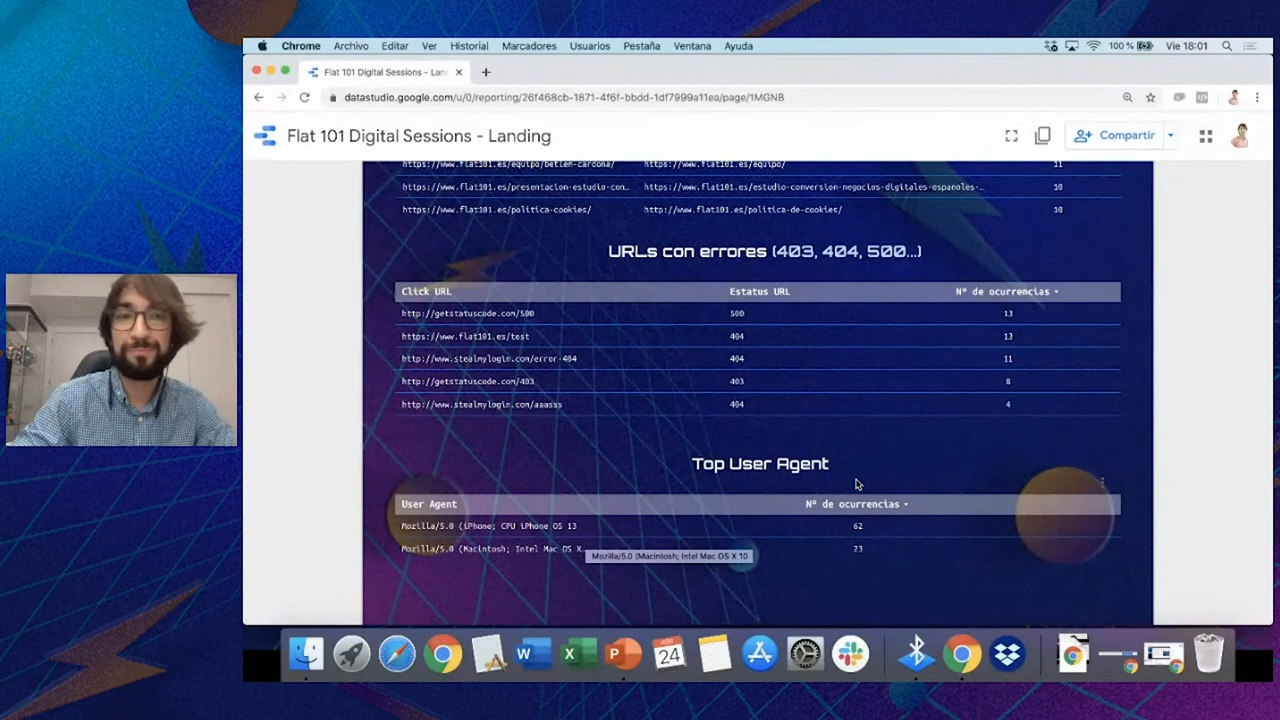 Chrome Archivo Editar Ver Historial Marcadores Usuarios Pestaña Ventana Ayuda 100 % Vie 18:01
Flat 101 Digital Sessions - Lan
datastudio.google.com/u/0/reporting/26f468cb-1871-4f6f-bbdd-1df7999a11ea/page/1MGNB
Flat 101 Digital Sessions - Landing Compartir
https://www.flat101.es/equipo/betlem-cardona/ https://www.flat101.es/equipo/ 11
https://www.flat101.es/presentacion-estudio-con… https://www.flat101.es/estudio-conversion-negocios-digitales-espanoles-… 10
https://www.flat101.es/politica-cookies/ http://www.flat101.es/politica-de-cookies/ 10
URLs con errores (403, 404, 500...)
Click URL Estatus URL Nº de ocurrencias
http://getstatuscode.com/500 500 13
https://www.flat101.es/test 404 13
http://www.stealmylogin.com/error-404 404 11
http://getstatuscode.com/403 403 8
http://www.stealmylogin.com/aaasss 404 4
Top User Agent
User Agent Nº de ocurrencias
Mozilla/5.0 (iPhone; CPU iPhone OS 13 62
Mozilla/5.0 (Macintosh; Intel Mac OS X… 23
Mozilla/5.0 (Macintosh; Intel Mac OS X 10
W X P 24